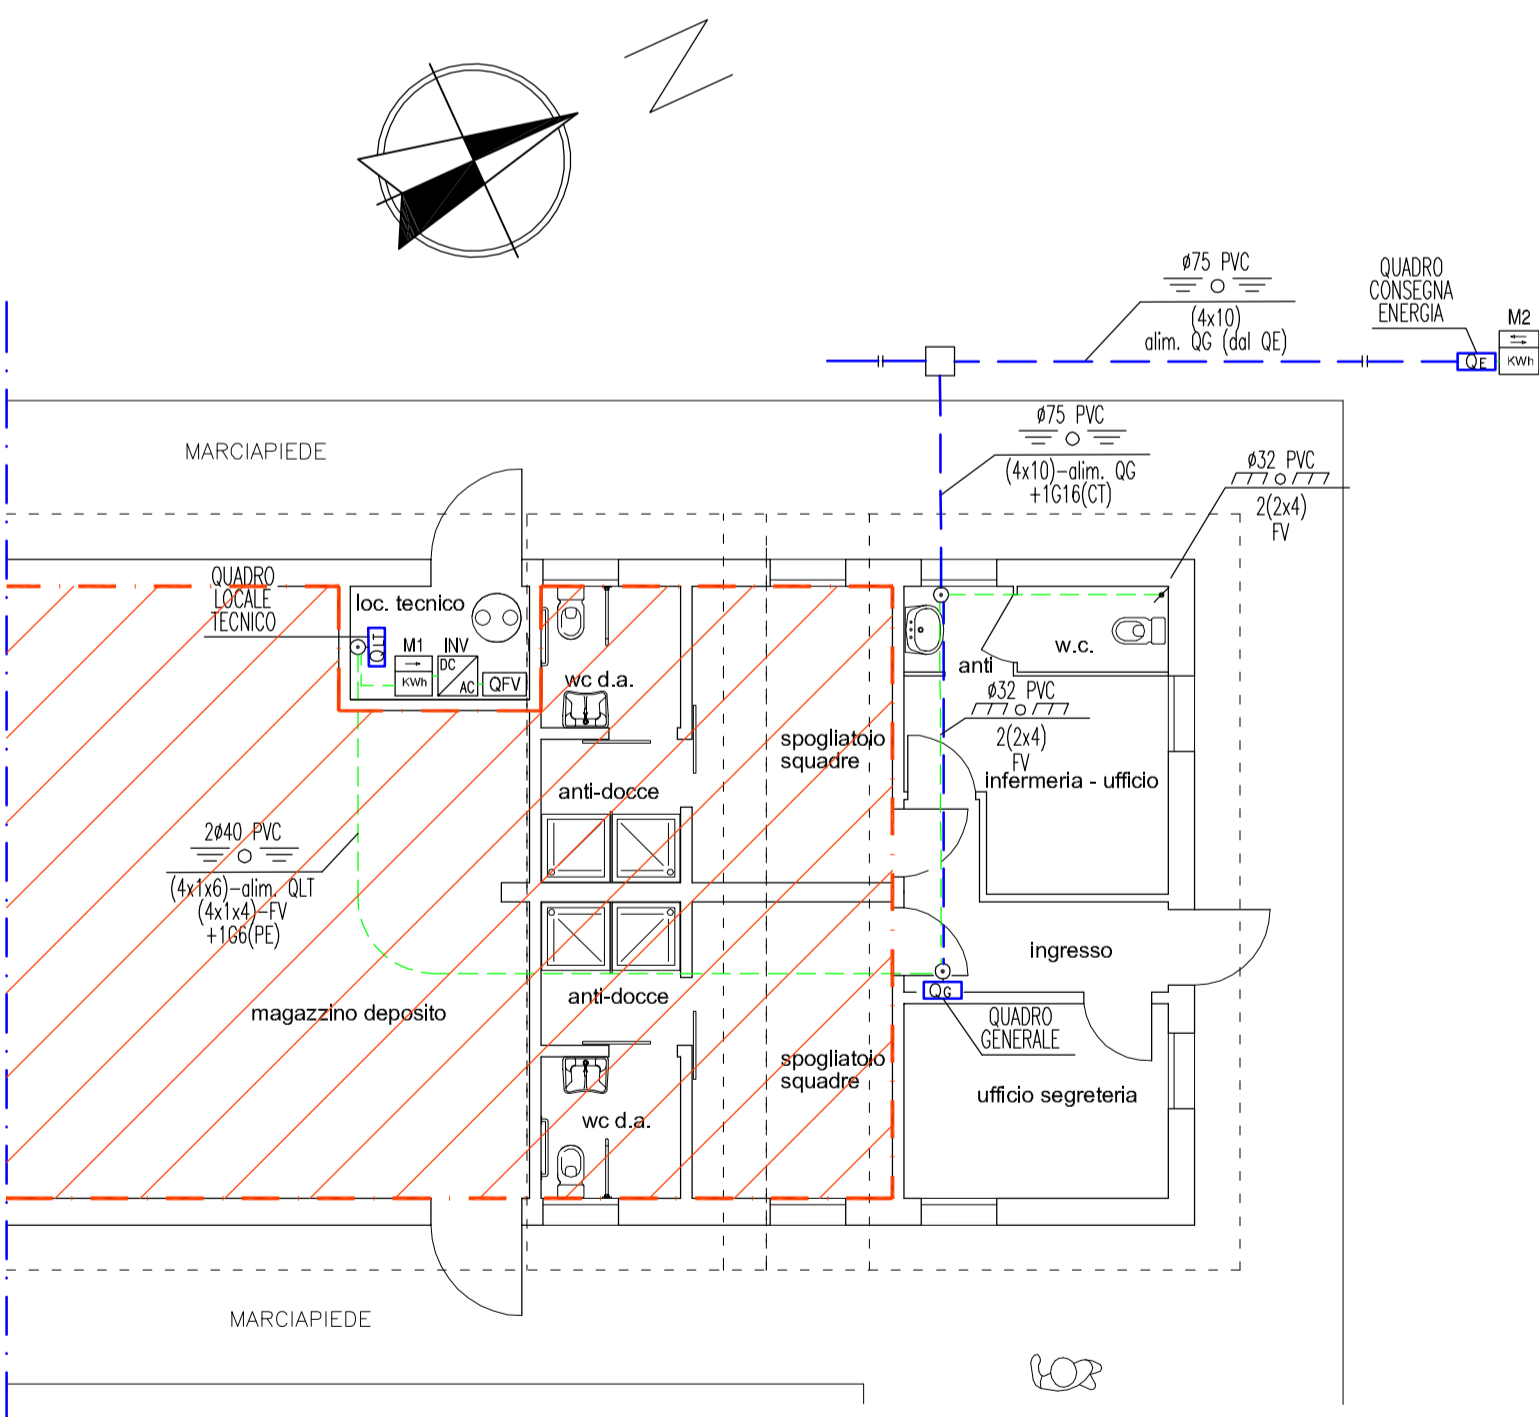 N
ø75 PVC
(4x10)
alim. QG (dal QE)
QUADRO
CONSEGNA
ENERGIA
M2
QE
KWh
MARCIAPIEDE
ø75 PVC
(4x10)-alim. QG
+1G16(CT)
ø32 PVC
2(2x4)
FV
QUADRO
LOCALE
TECNICO
loc. tecnico
QLT
M1
KWh
INV
DC
AC
QFV
wc d.a.
w.c.
anti
ø32 PVC
2(2x4)
FV
spogliatoio
squadre
infermeria - ufficio
anti-docce
2ø40 PVC
(4x1x6)-alim. QLT
(4x1x4)-FV
+1G6(PE)
ingresso
anti-docce
QG
magazzino deposito
QUADRO
GENERALE
spogliatoio
squadre
ufficio segreteria
wc d.a.
MARCIAPIEDE